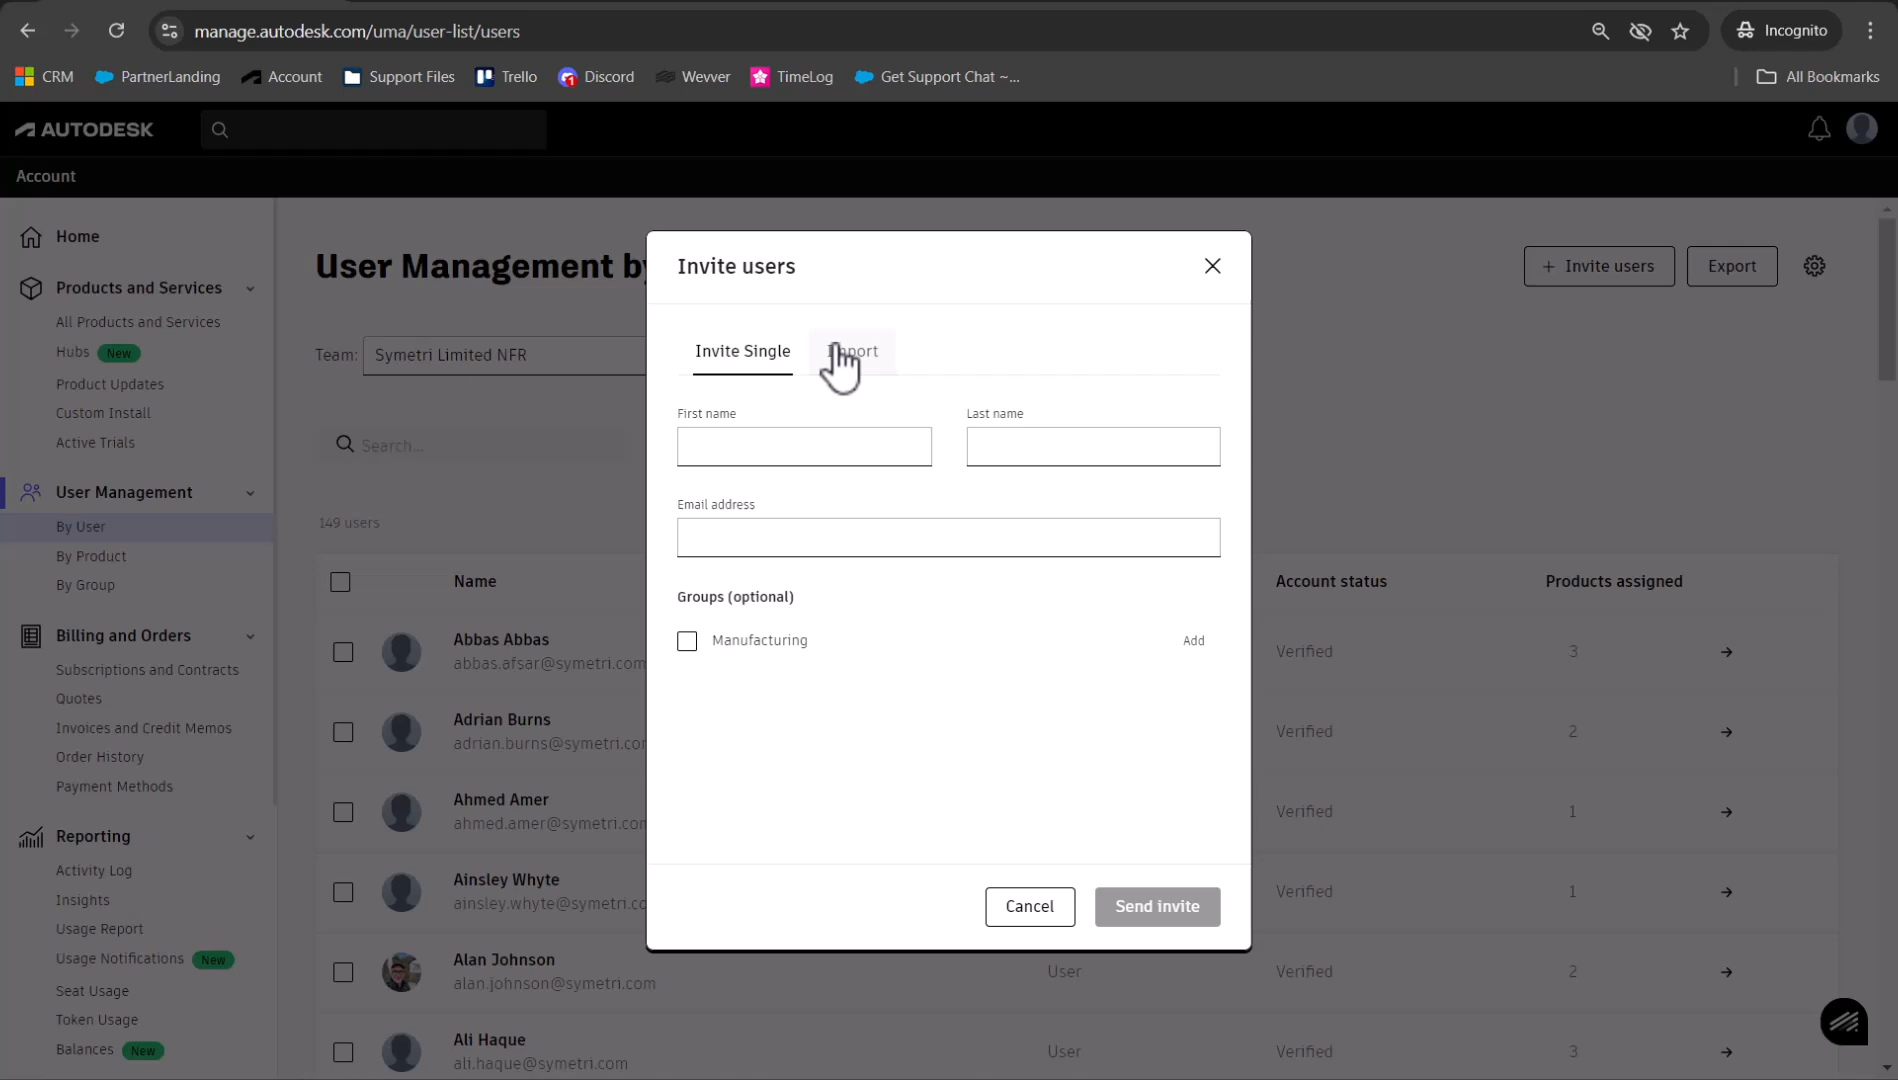 manage.autodesk.com/uma/user-list/users
Incognito
CRM
PartnerLanding
Account
Support Files
Trello
Discord
Wevver
TimeLog
Get Support Chat ~...
All Bookmarks
AUTODESK
Account
Home
Products and Services
All Products and Services
Hubs New
Product Updates
Custom Install
Active Trials
User Management
By User
By Product
By Group
Billing and Orders
Subscriptions and Contracts
Quotes
Invoices and Credit Memos
Order History
Payment Methods
Reporting
Activity Log
Insights
Usage Report
Usage Notifications New
Seat Usage
Token Usage
Balances New
User Management by
+ Invite users
Export
Team: Symetri Limited NFR
Search...
149 users
Name
Account status
Products assigned
Abbas Abbas
abbas.afsar@symetri.com
Verified
3
Adrian Burns
adrian.burns@symetri.com
Verified
2
Ahmed Amer
ahmed.amer@symetri.com
Verified
1
Ainsley Whyte
ainsley.whyte@symetri.co
Verified
1
Alan Johnson
alan.johnson@symetri.com
User
Verified
2
Ali Haque
ali.haque@symetri.com
User
Verified
3
Invite users
Invite Single
First name
Last name
Email address
Groups (optional)
Manufacturing
Add
Cancel
Send invite